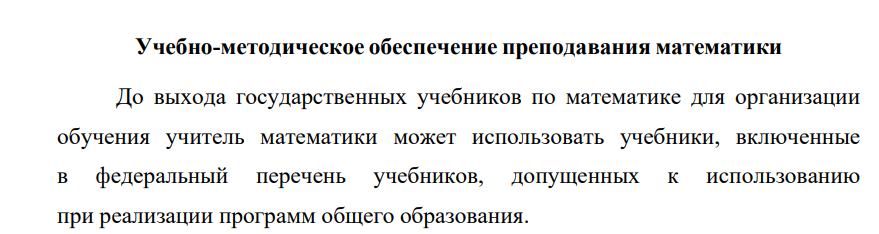 Учебно-методическое обеспечение преподавания математики
До выхода государственных учебников по математике для организации
обучения учитель математики может использовать учебники, включенные
в федеральный перечень учебников, допущенных к использованию
при реализации программ общего образования.